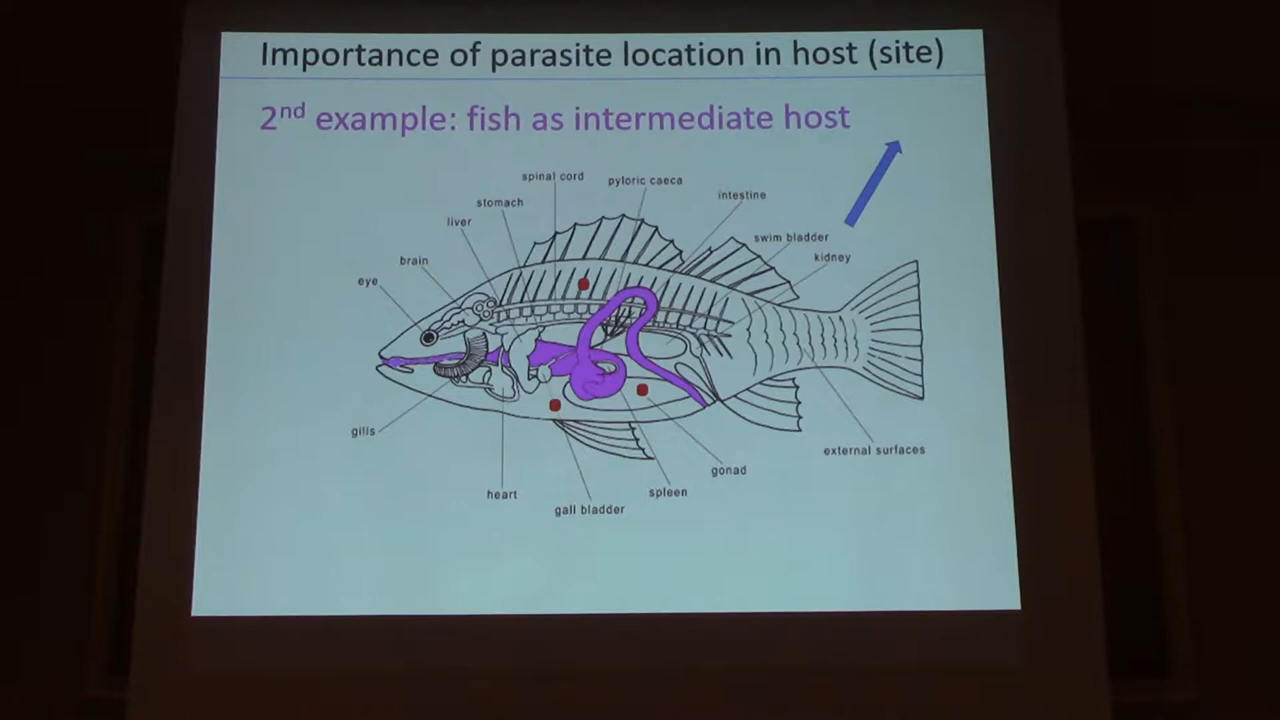 Importance of parasite location in host (site)
2nd example: fish as intermediate host
spinal cord
pyloric caeca
stomach
intestine
liver
swim bladder
brain
kidney
eye
gills
external surfaces
gonad
heart
spleen
gall bladder